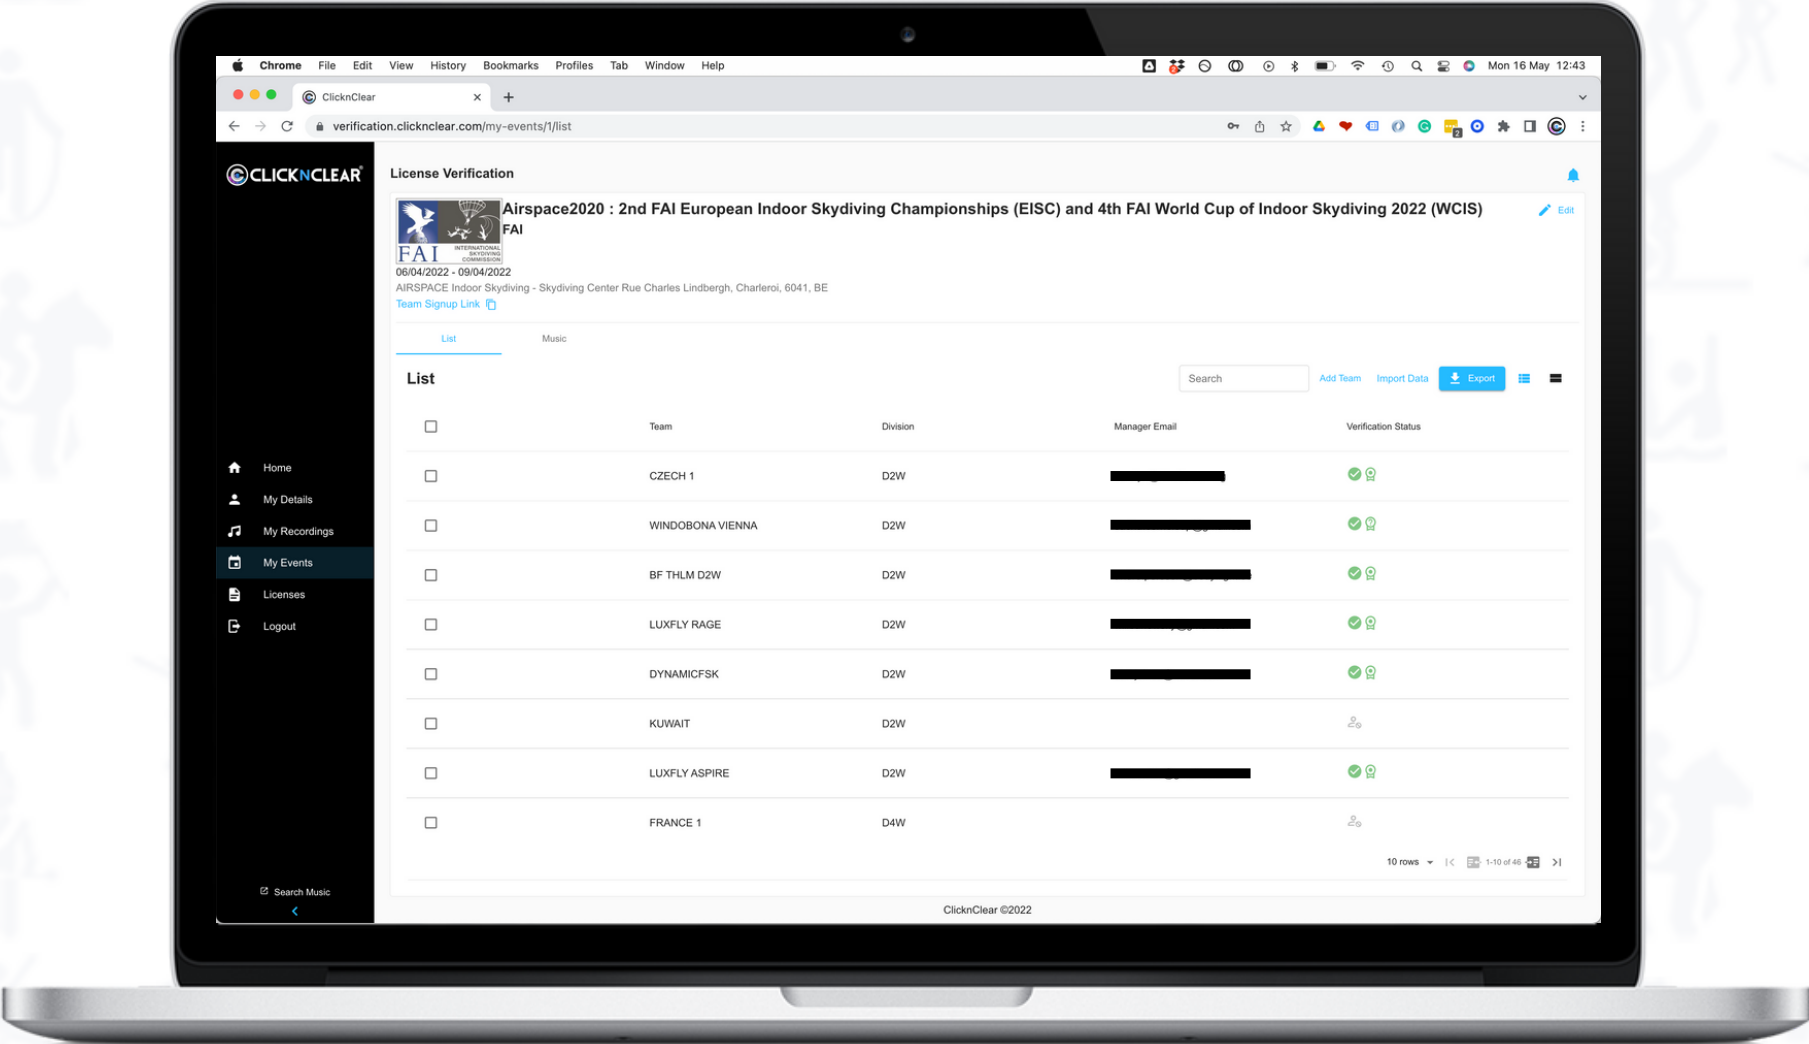 Chrome File Edit View History Bookmarks Profiles Tab Window Help Mon 16 May 12:43
ClicknClear
verification.clicknclear.com/my-events/1/list
2
CLICKNCLEAR
License Verification
Airspace2020 : 2nd FAI European Indoor Skydiving Championships (EISC) and 4th FAI World Cup of Indoor Skydiving 2022 (WCIS)
Edit
FAI
FAI INTERNATIONAL SKYDIVING COMMISSION
06/04/2022 - 09/04/2022
AIRSPACE Indoor Skydiving - Skydiving Center Rue Charles Lindbergh, Charleroi, 6041, BE
Team Signup Link
List Music
List
Search Add Team Import Data Export
Team Division Manager Email Verification Status
CZECH 1 D2W
WINDOBONA VIENNA D2W
BF THLM D2W D2W
LUXFLY RAGE D2W
DYNAMICFSK D2W
KUWAIT D2W
LUXFLY ASPIRE D2W
FRANCE 1 D4W
10 rows 1-10 of 46
Home
My Details
My Recordings
My Events
Licenses
Logout
Search Music
ClicknClear ©2022